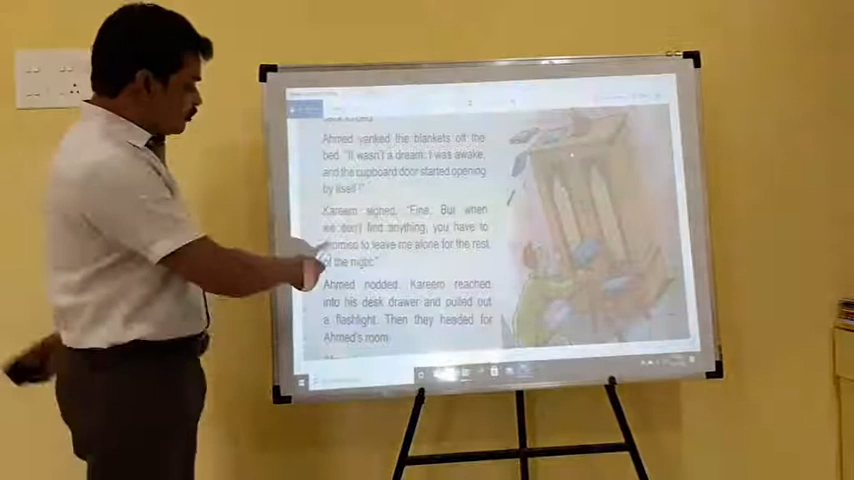 Ahmed yanked the blankets off the
bed. "It wasn't a dream. I was awake,
and the cupboard door started opening
by itself!"
Kareem sighed. "Fine. But when
we don't find anything, you have to
promise to leave me alone for the rest
of the night."
Ahmed nodded. Kareem reached
into his desk drawer and pulled out
a flashlight. Then they headed for
Ahmed's room.